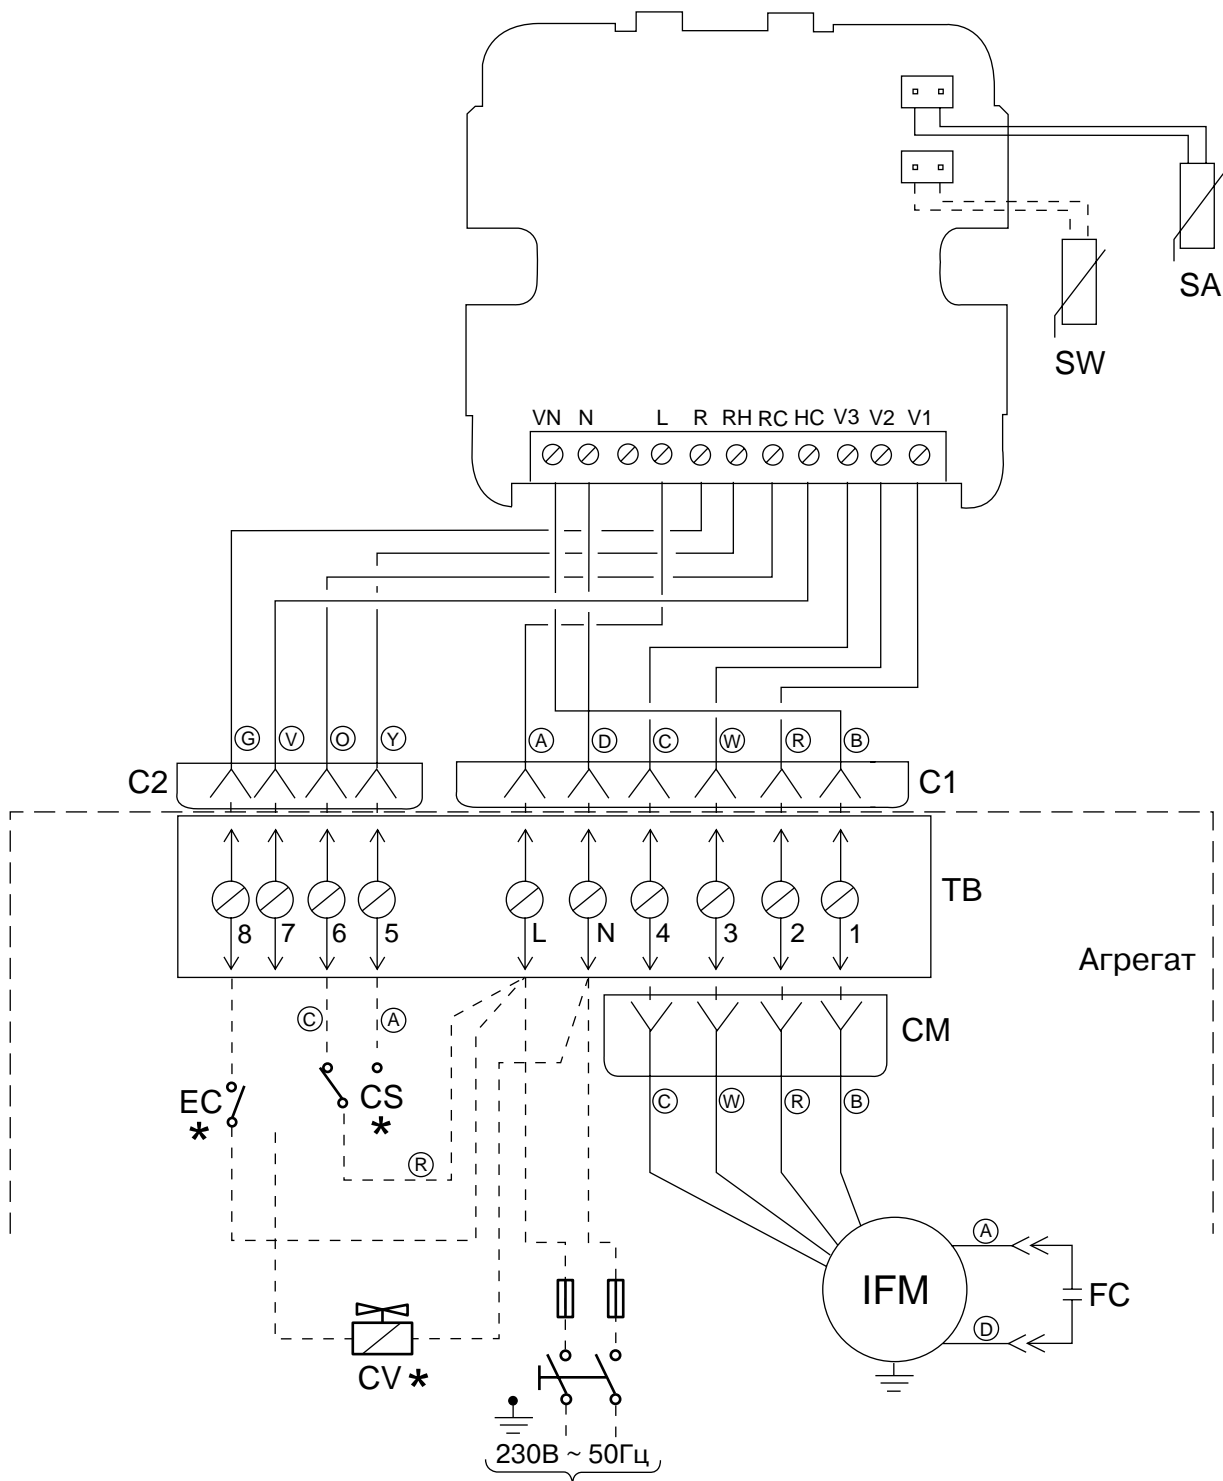 SA
SW
VN N L R RH RC HC V3 V2 V1
G V O Y A D C W R B
C2 C1
TB
8 7 6 5 L N 4 3 2 1
Агрегат
C A
CM
EC * CS *
C W R B
R
A
IFM
FC
D
CV *
230В ~ 50Гц